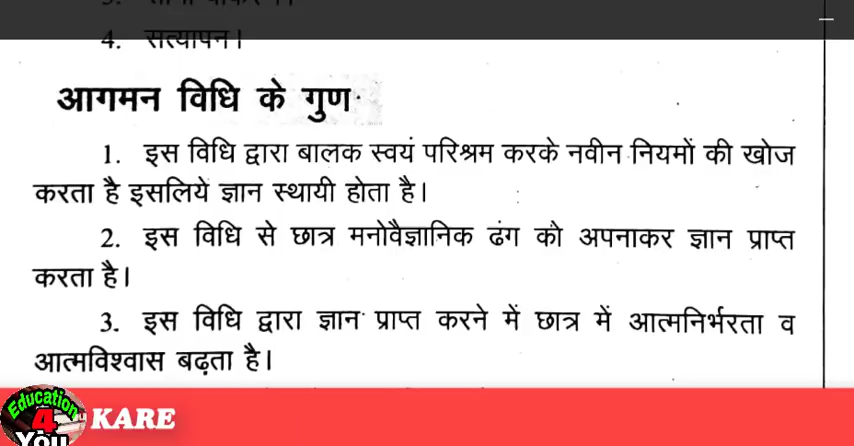 4. सत्यापन।
आगमन विधि के गुण
1. इस विधि द्वारा बालक स्वयं परिश्रम करके नवीन नियमों की खोज
करता है इसलिये ज्ञान स्थायी होता है।
2. इस विधि से छात्र मनोवैज्ञानिक ढंग को अपनाकर ज्ञान प्राप्त
करता है।
3. इस विधि द्वारा ज्ञान प्राप्त करने में छात्र में आत्मनिर्भरता व
आत्मविश्वास बढ़ता है।
Education
4
You
KARE